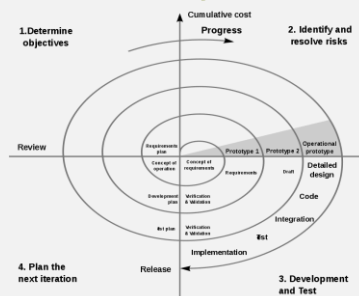 Cumulative cost
1.Determine
objectives
Progress
2. Identify and
resolve risks
Review
Requirements
plan
Concept of
operation
Concept of
requirements
Prototype 1
Prototype 2
Operational
prototype
Requirements
Draft
Detailed
design
Development
plan
Verification
& Validation
Code
Integration
Test plan
Verification
& Validation
Test
Implementation
4. Plan the
next iteration
Release
3. Development
and Test